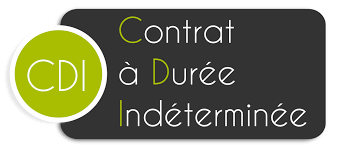 CDI
Contrat
à Durée
Indéterminée